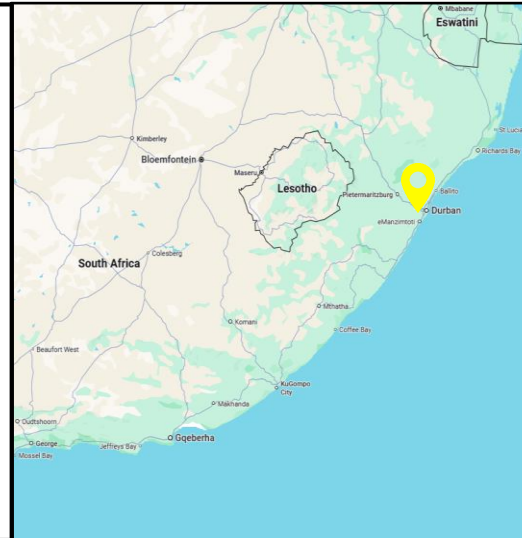 Mbabane
Eswatini
St Lucia
Kimberley
Richards Bay
Bloemfontein
Maseru
Lesotho
Pietermaritzburg
Ballito
Durban
eManzimtoti
South Africa
Colesberg
Mthatha
Komani
Coffee Bay
Beaufort West
KuGompo
City
Makhanda
Oudtshoorn
Gqeberha
George
Jeffreys Bay
Mossel Bay